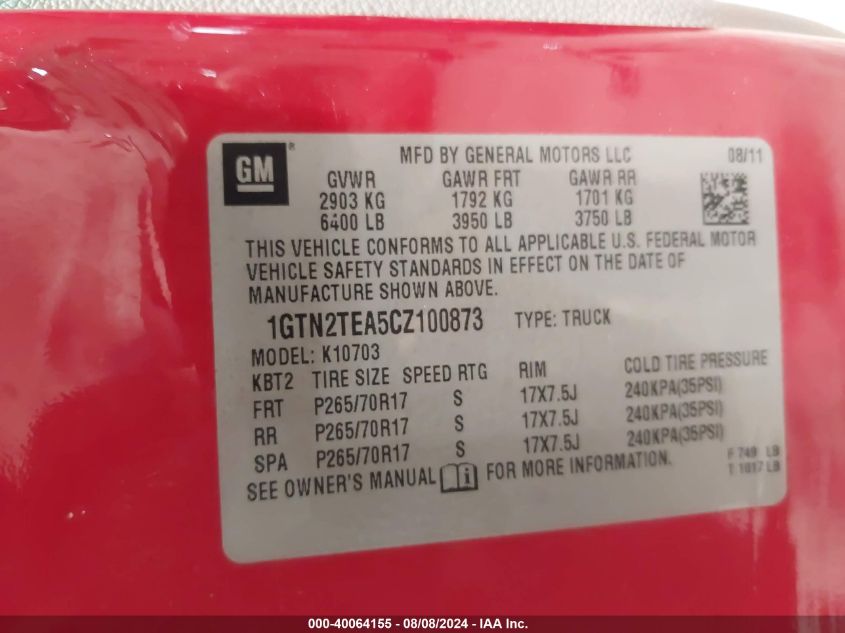 GM
MFD BY GENERAL MOTORS LLC 08/11
GVWR GAWR FRT GAWR RR
2903 KG 1792 KG 1701 KG
6400 LB 3950 LB 3750 LB
THIS VEHICLE CONFORMS TO ALL APPLICABLE U.S. FEDERAL MOTOR
VEHICLE SAFETY STANDARDS IN EFFECT ON THE DATE OF
MANUFACTURE SHOWN ABOVE.
1GTN2TEA5CZ100873 TYPE: TRUCK
MODEL: K10703
KBT2 TIRE SIZE SPEED RTG RIM COLD TIRE PRESSURE
FRT P265/70R17 S 17X7.5J 240KPA(35PSI)
RR P265/70R17 S 17X7.5J 240KPA(35PSI)
SPA P265/70R17 S 17X7.5J 240KPA(35PSI)
SEE OWNER'S MANUAL i FOR MORE INFORMATION.
F 749 LB
T 1617 LB
000-40064155 - 08/08/2024 - IAA Inc.